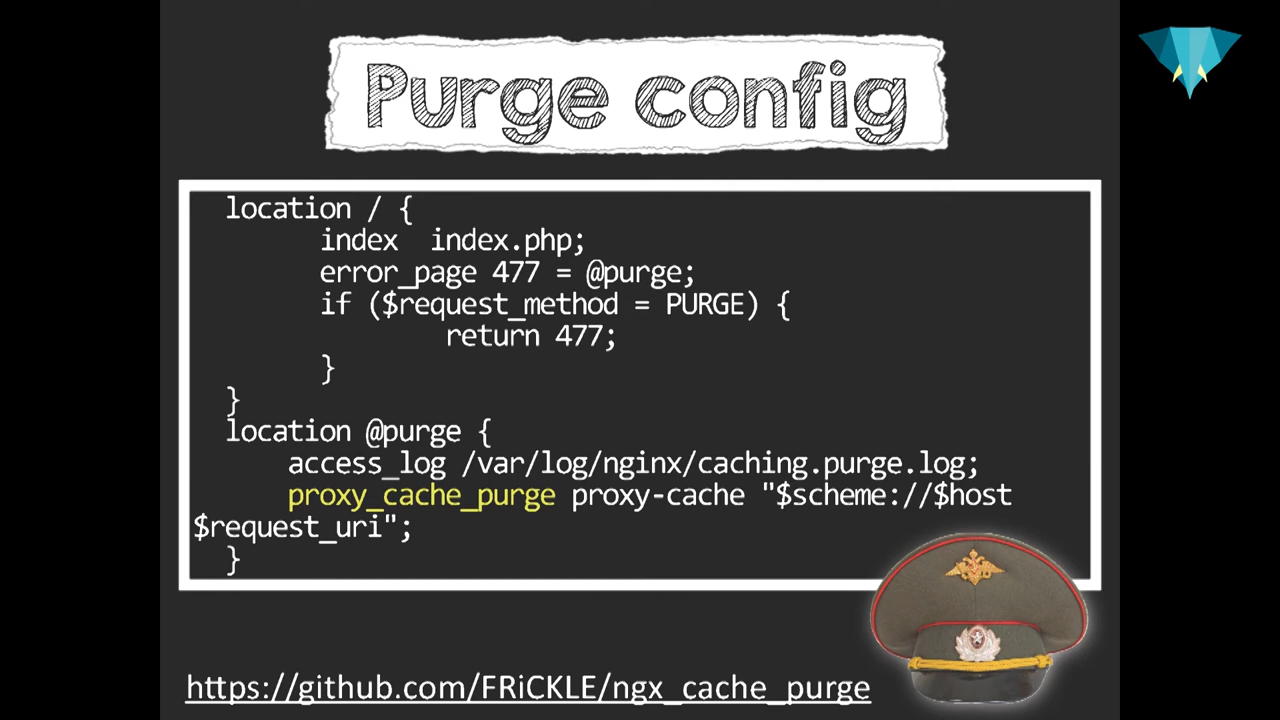 Purge config
location / {
index index.php;
error_page 477 = @purge;
if ($request_method = PURGE) {
return 477;
}
}
location @purge {
access_log /var/log/nginx/caching.purge.log;
proxy_cache_purge proxy-cache "$scheme://$host
$request_uri";
}
https://github.com/FRiCKLE/ngx_cache_purge